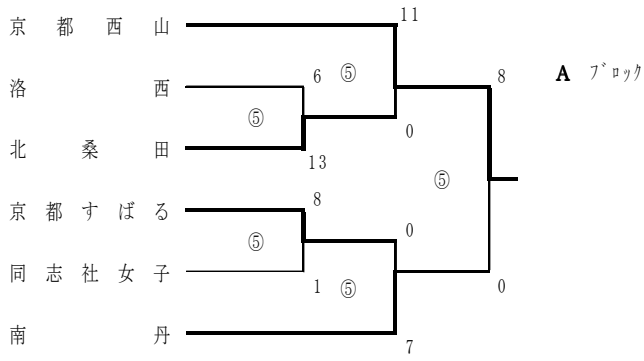 11
京都西山
6 ⑤ 8 A ブロック
洛西
⑤
0
北桑田
13
⑤
8
京都すばる 0
⑤
同志社女子
1 ⑤ 0
南丹
7